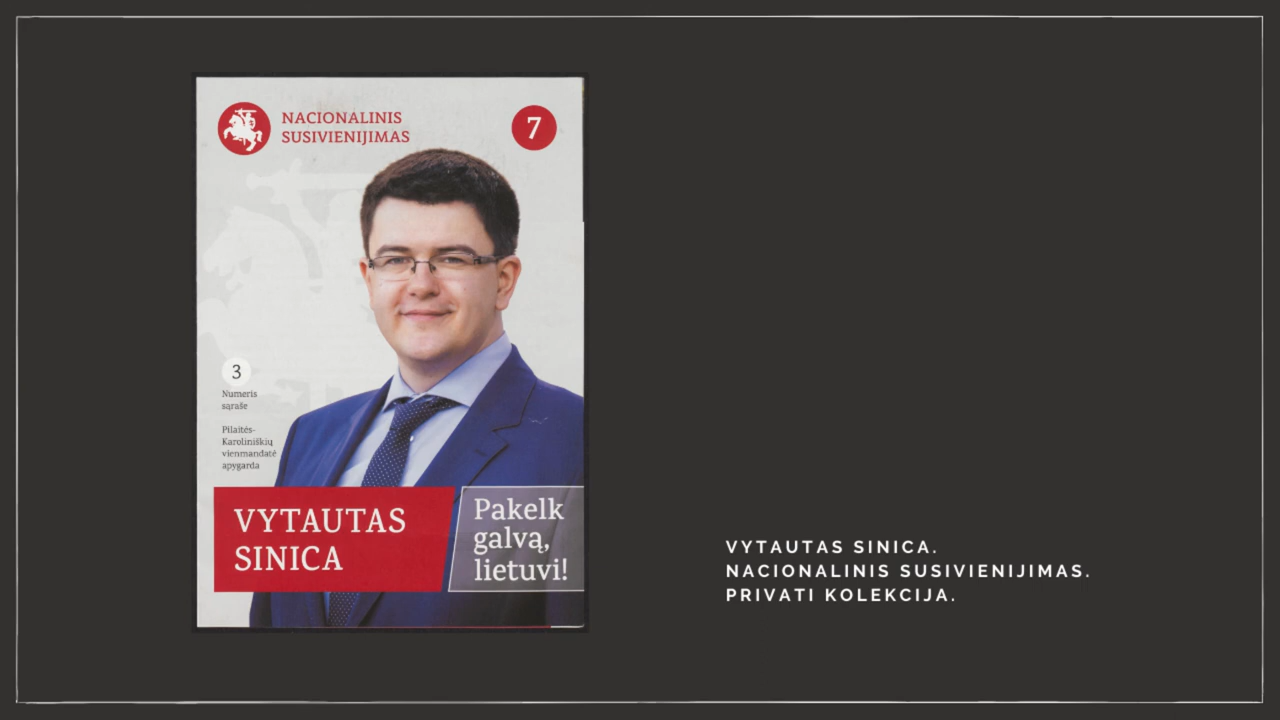 NACIONALINIS
SUSIVIENIJIMAS
7
3
Numeris
sąraše
Pilaitės-
Karoliniškių
vienmandatė
apygarda
VYTAUTAS
SINICA
Pakelk
galvą,
lietuvi!
VYTAUTAS SINICA.
NACIONALINIS SUSIVIENIJIMAS.
PRIVATI KOLEKCIJA.